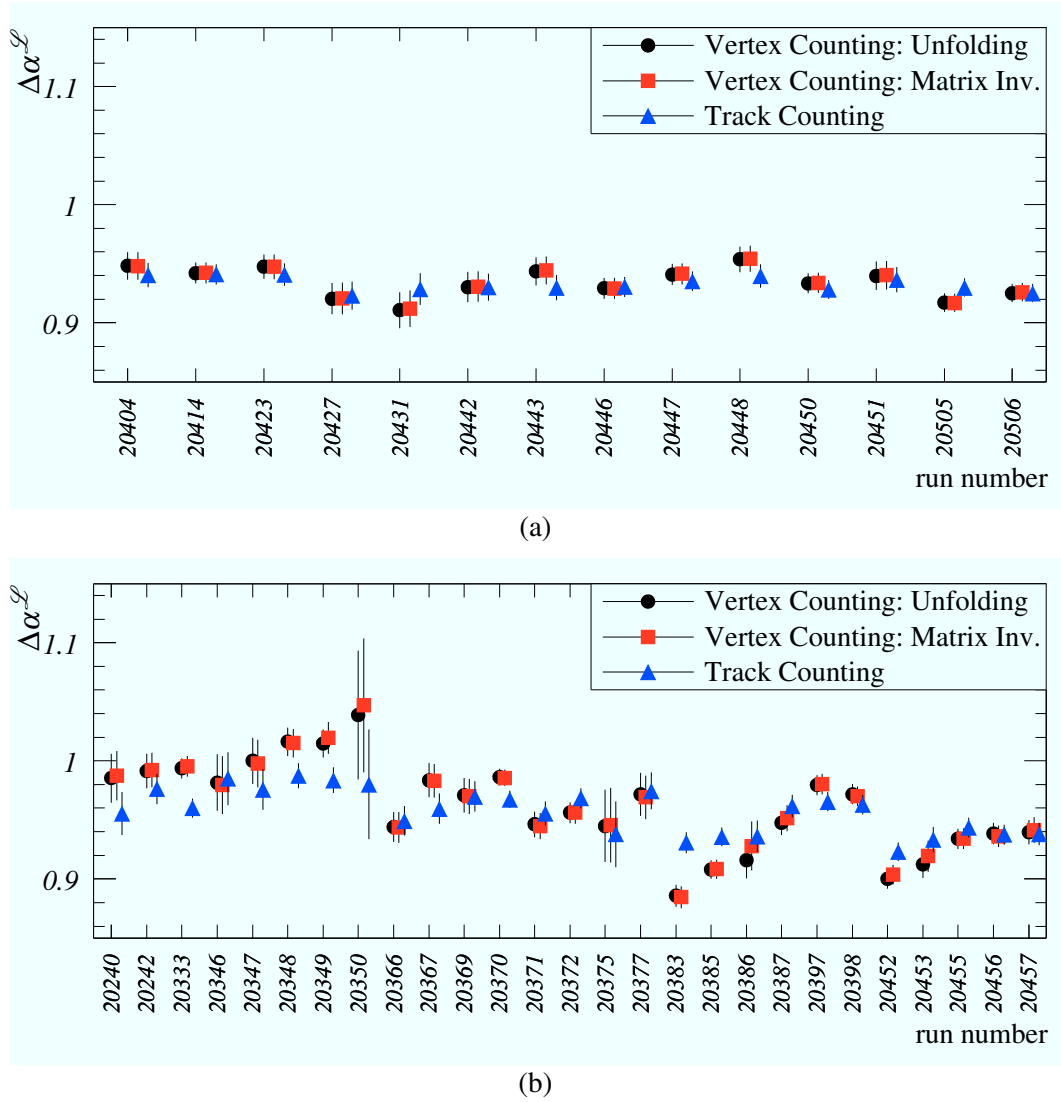 Δαℒ
1.1
1
0.9
Vertex Counting: Unfolding
Vertex Counting: Matrix Inv.
Track Counting
20404 20414 20423 20427 20431 20442 20443 20446 20447 20448 20450 20451 20505 20506
run number
(a)
Δαℒ
1.1
1
0.9
Vertex Counting: Unfolding
Vertex Counting: Matrix Inv.
Track Counting
20240 20242 20333 20346 20347 20348 20349 20350 20366 20367 20369 20370 20371 20372 20375 20377 20383 20385 20386 20387 20397 20398 20452 20453 20455 20456 20457
run number
(b)